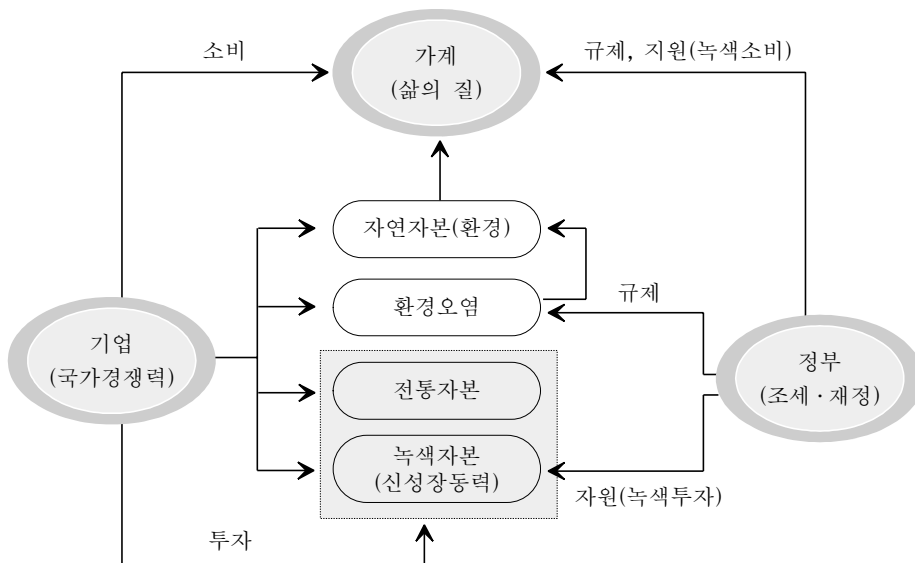 소비
가계
(삶의 질)
규제, 지원(녹색소비)
자연자본(환경)
환경오염
규제
기업
(국가경쟁력)
전통자본
정부
(조세·재정)
녹색자본
(신성장동력)
자원(녹색투자)
투자